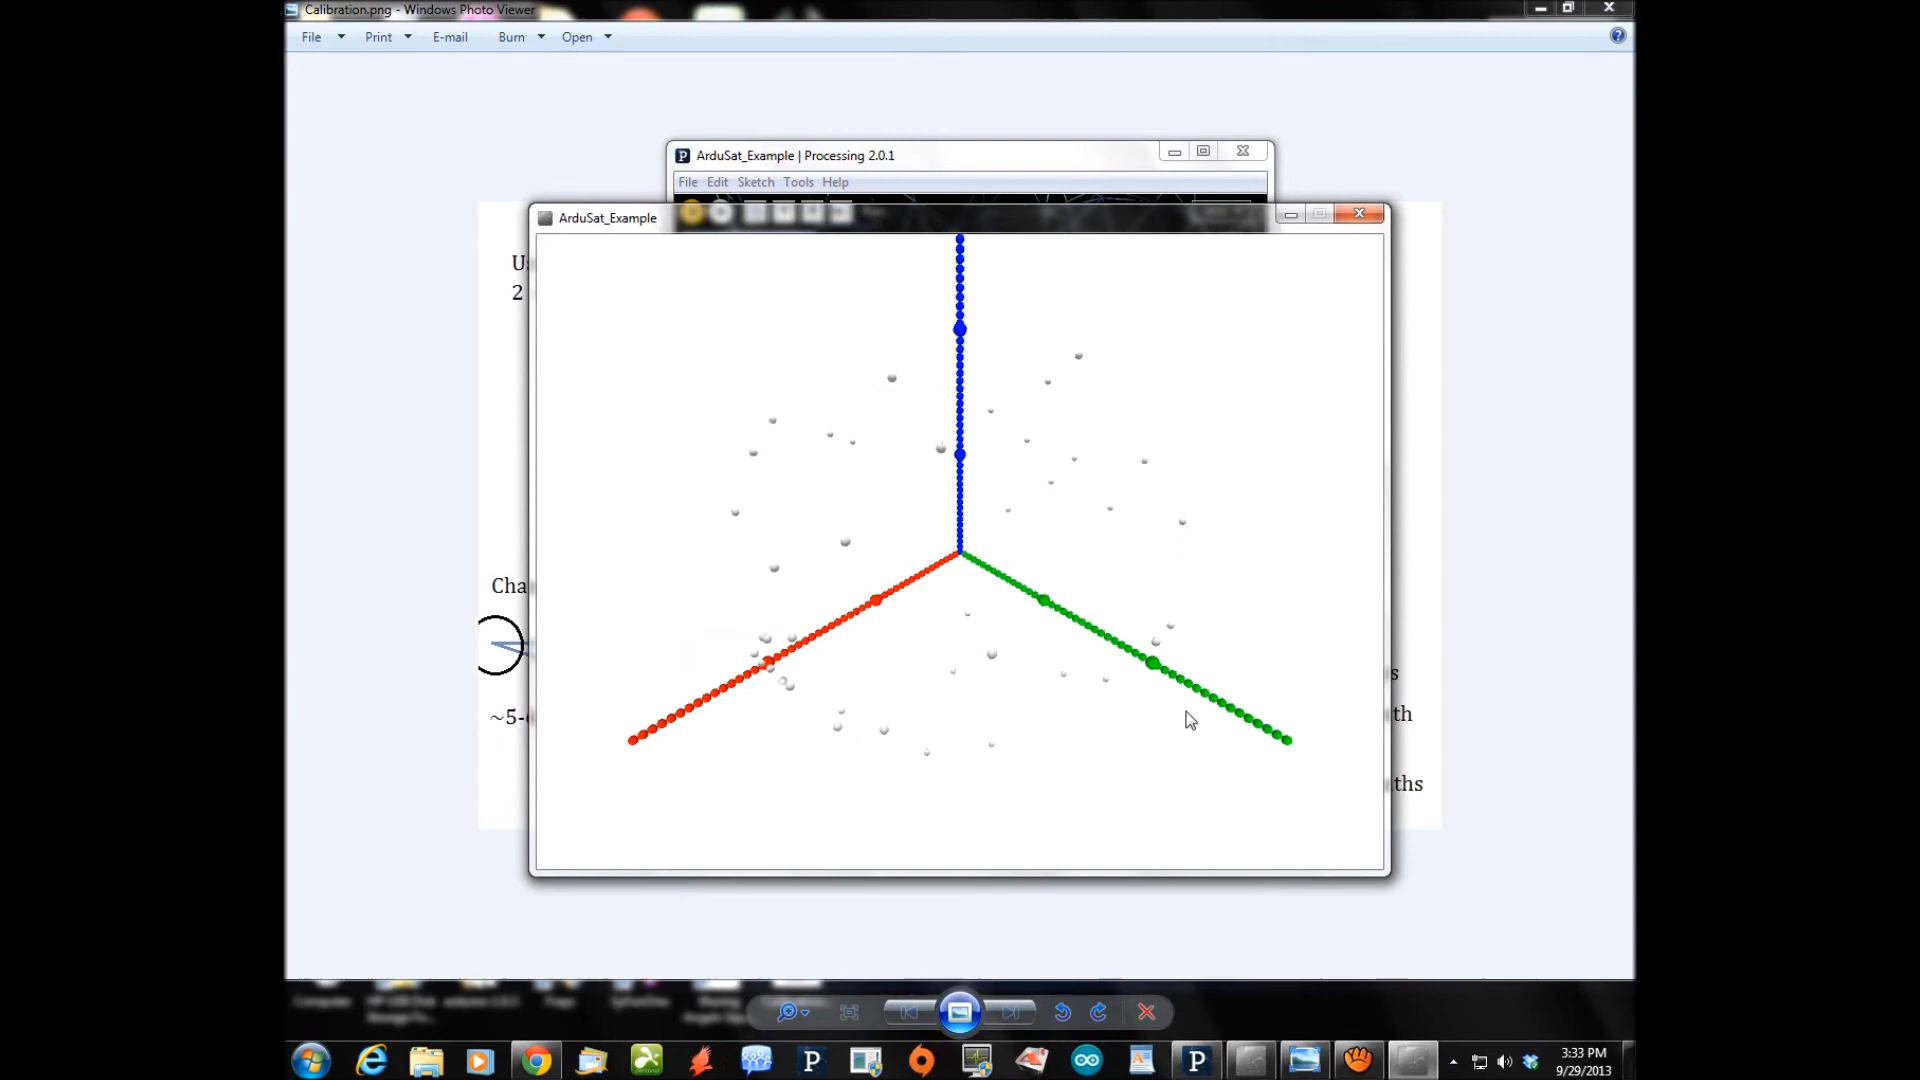 Calibration.png - Windows Photo Viewer
File Print E-mail Burn Open
ArduSat_Example | Processing 2.0.1
File Edit Sketch Tools Help
ArduSat_Example
2
Cha
~5-
s
th
ths
Computer
3:33 PM
9/29/2013